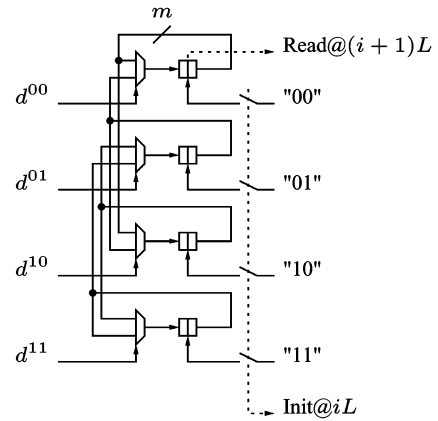 m
Read@(i + 1)L
d^{00} "00"
d^{01} "01"
d^{10} "10"
d^{11} "11"
Init@iL